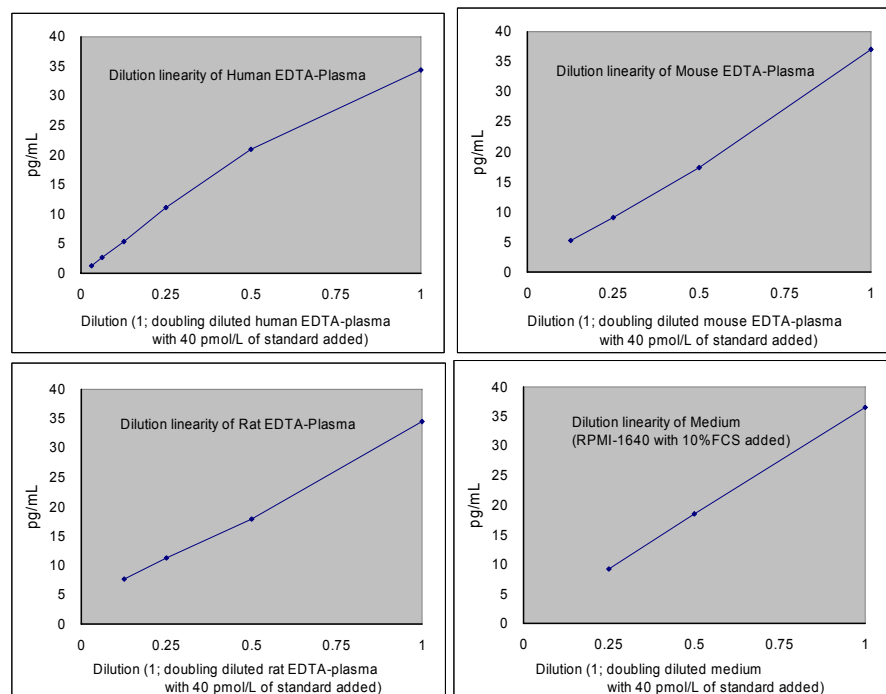 40
35
30
25
20
15
10
5
0
pg/mL
Dilution linearity of Human EDTA-Plasma
0 0.25 0.5 0.75 1
Dilution (1; doubling diluted human EDTA-plasma
with 40 pmol/L of standard added)
40
35
30
25
20
15
10
5
0
pg/mL
Dilution linearity of Mouse EDTA-Plasma
0 0.25 0.5 0.75 1
Dilution (1; doubling diluted mouse EDTA-plasma
with 40 pmol/L of standard added)
40
35
30
25
20
15
10
5
0
pg/mL
Dilution linearity of Rat EDTA-Plasma
0 0.25 0.5 0.75 1
Dilution (1; doubling diluted rat EDTA-plasma
with 40 pmol/L of standard added)
40
35
30
25
20
15
10
5
0
pg/mL
Dilution linearity of Medium
(RPMI-1640 with 10%FCS added)
0 0.25 0.5 0.75 1
Dilution (1; doubling diluted medium
with 40 pmol/L of standard added)